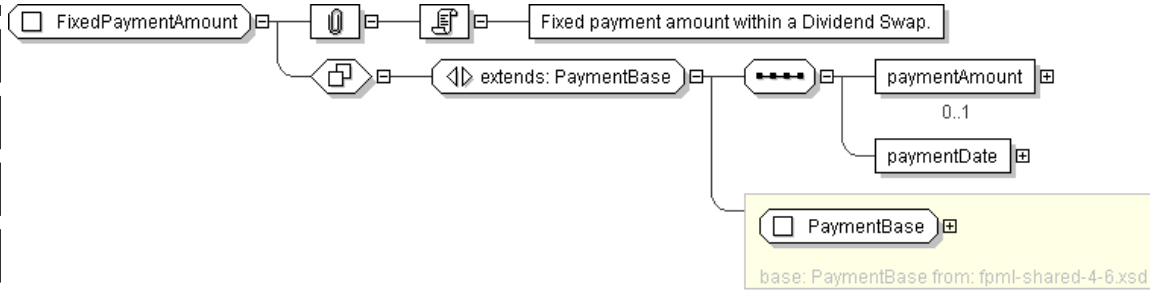 FixedPaymentAmount
Fixed payment amount within a Dividend Swap.
extends: PaymentBase
paymentAmount
0..1
paymentDate
PaymentBase
base: PaymentBase from: fpml-shared-4-6.xsd